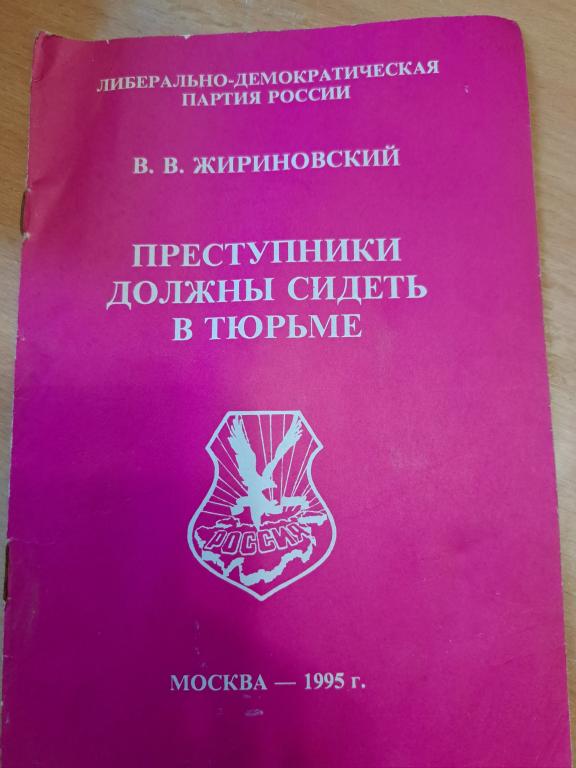 ЛИБЕРАЛЬНО-ДЕМОКРАТИЧЕСКАЯ
ПАРТИЯ РОССИИ
В. В. ЖИРИНОВСКИЙ
ПРЕСТУПНИКИ
ДОЛЖНЫ СИДЕТЬ
В ТЮРЬМЕ
РОССИЯ
МОСКВА — 1995 г.